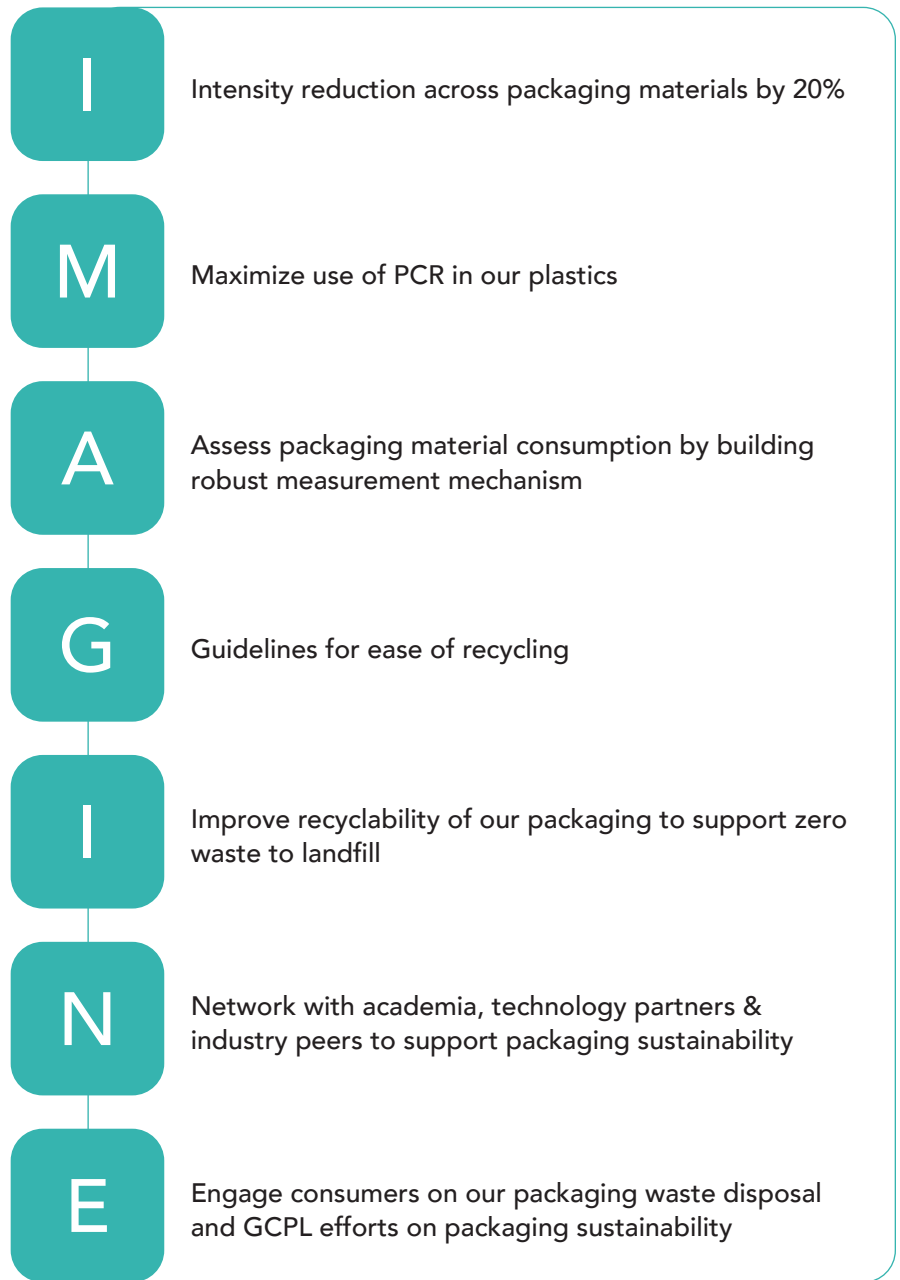 I
Intensity reduction across packaging materials by 20%
M
Maximize use of PCR in our plastics
A
Assess packaging material consumption by building
robust measurement mechanism
G
Guidelines for ease of recycling
I
Improve recyclability of our packaging to support zero
waste to landfill
N
Network with academia, technology partners &
industry peers to support packaging sustainability
E
Engage consumers on our packaging waste disposal
and GCPL efforts on packaging sustainability